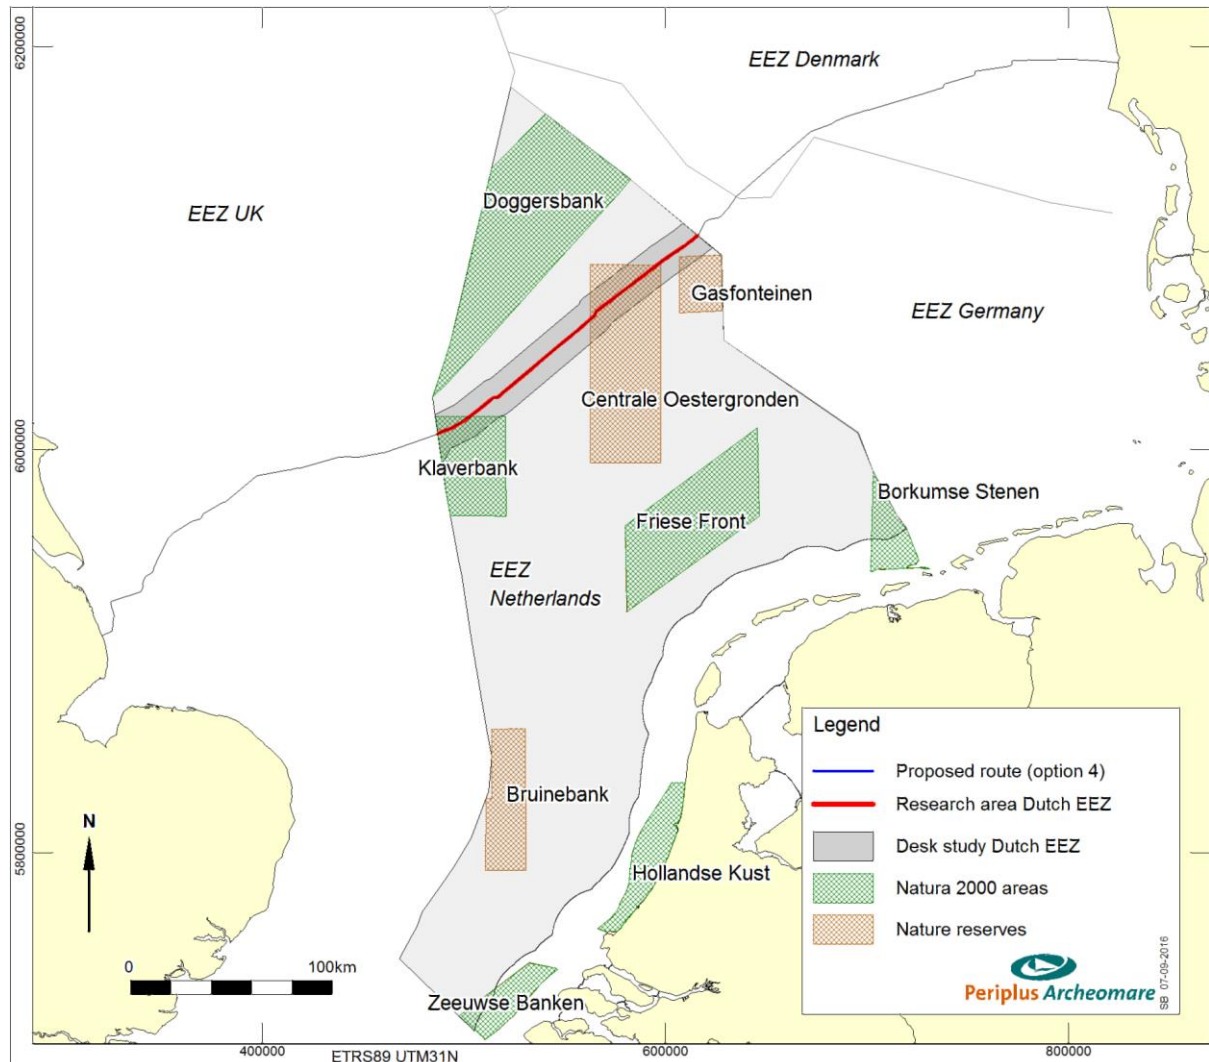 6200000
EEZ Denmark
Doggersbank
EEZ UK
Gasfonteinen
EEZ Germany
Centrale Oestergronden
6000000
Klaverbank
Borkumse Stenen
Friese Front
EEZ
Netherlands
Legend
Proposed route (option 4)
Research area Dutch EEZ
Desk study Dutch EEZ
Natura 2000 areas
Nature reserves
Bruinebank
N
5800000
Hollandse Kust
0
100km
Periplus Archeomare
SB 07-09-2016
Zeeuwse Banken
400000
ETRS89 UTM31N
600000
800000